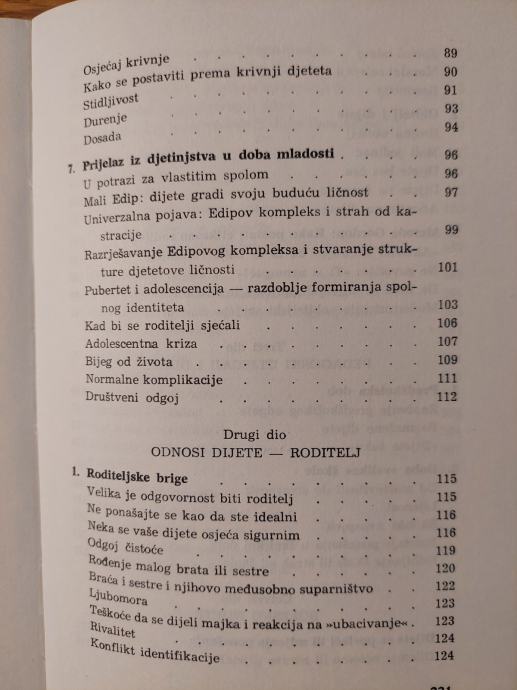 Osjećaj krivnje . . . . . . . 89
Kako se postaviti prema krivnji djeteta . . . 90
Stidljivost . . . . . . . . 91
Durenje . . . . . . . . 93
Dosada . . . . . . . . 94
7. Prijelaz iz djetinjstva u doba mladosti . . . . 96
U potrazi za vlastitim spolom . . . . . 96
Mali Edip: dijete gradi svoju buduću ličnost . . 97
Univerzalna pojava: Edipov kompleks i strah od ka-
stracije . . . . . . . . 99
Razrješavanje Edipovog kompleksa i stvaranje struk-
ture djetetove ličnosti . . . . . . 101
Pubertet i adolescencija — razdoblje formiranja spol-
nog identiteta . . . . . . . 103
Kad bi se roditelji sjećali . . . . . . 106
Adolescentna kriza . . . . . . . 107
Bijeg od života . . . . . . . 109
Normalne komplikacije . . . . . . 111
Društveni odgoj . . . . . . . 112
Drugi dio
ODNOSI DIJETE — RODITELJ
1. Roditeljske brige . . . . . . . 115
Velika je odgovornost biti roditelj . . . . 115
Ne ponašajte se kao da ste idealni . . . . 116
Neka se vaše dijete osjeća sigurnim . . . . 116
Odgoj čistoće . . . . . . . 119
Rođenje malog brata ili sestre . . . . . 120
Braća i sestre i njihovo međusobno suparništvo . . 122
Ljubomora . . . . . . . . 123
Teškoće da se dijeli majka i reakcija na »ubacivanje« . 123
Rivalitet . . . . . . . . 124
Konflikt identifikacije . . . . . . 124